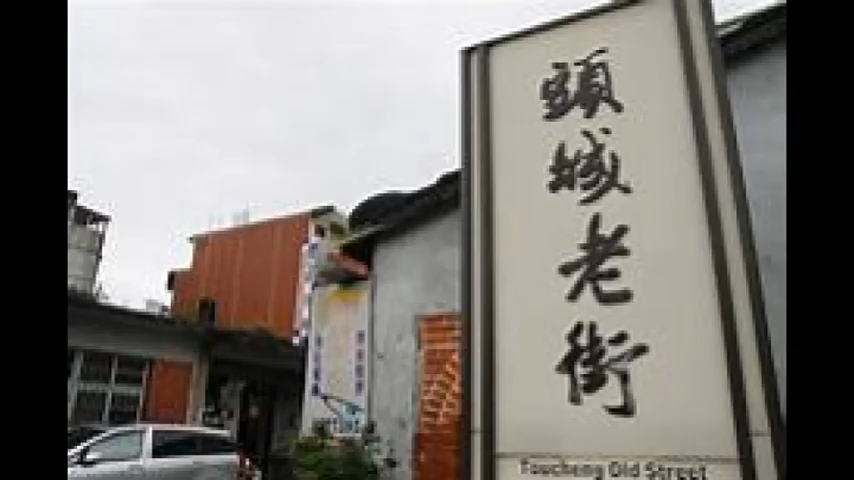 頭城老街
Toucheng Old Street